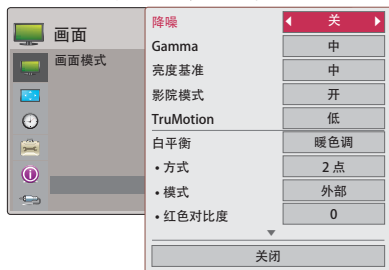 画面
画面模式
降噪 关
Gamma 中
亮度基准 中
影院模式 开
TruMotion 低
白平衡 暖色调
• 方式 2 点
• 模式 外部
• 红色对比度 0
关闭